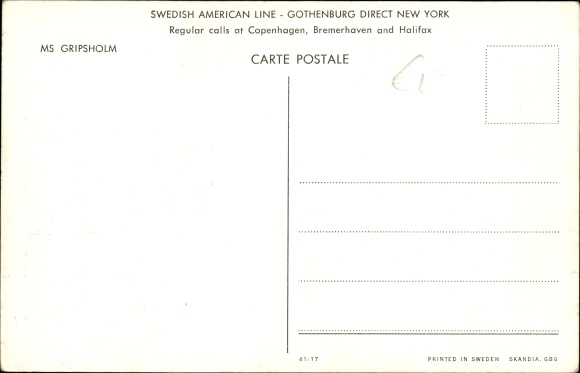 SWEDISH AMERICAN LINE - GOTHENBURG DIRECT NEW YORK
Regular calls at Copenhagen, Bremerhaven and Halifax
MS GRIPSHOLM
CARTE POSTALE
€1
41:17
PRINTED IN SWEDEN SKANDIA, GBG